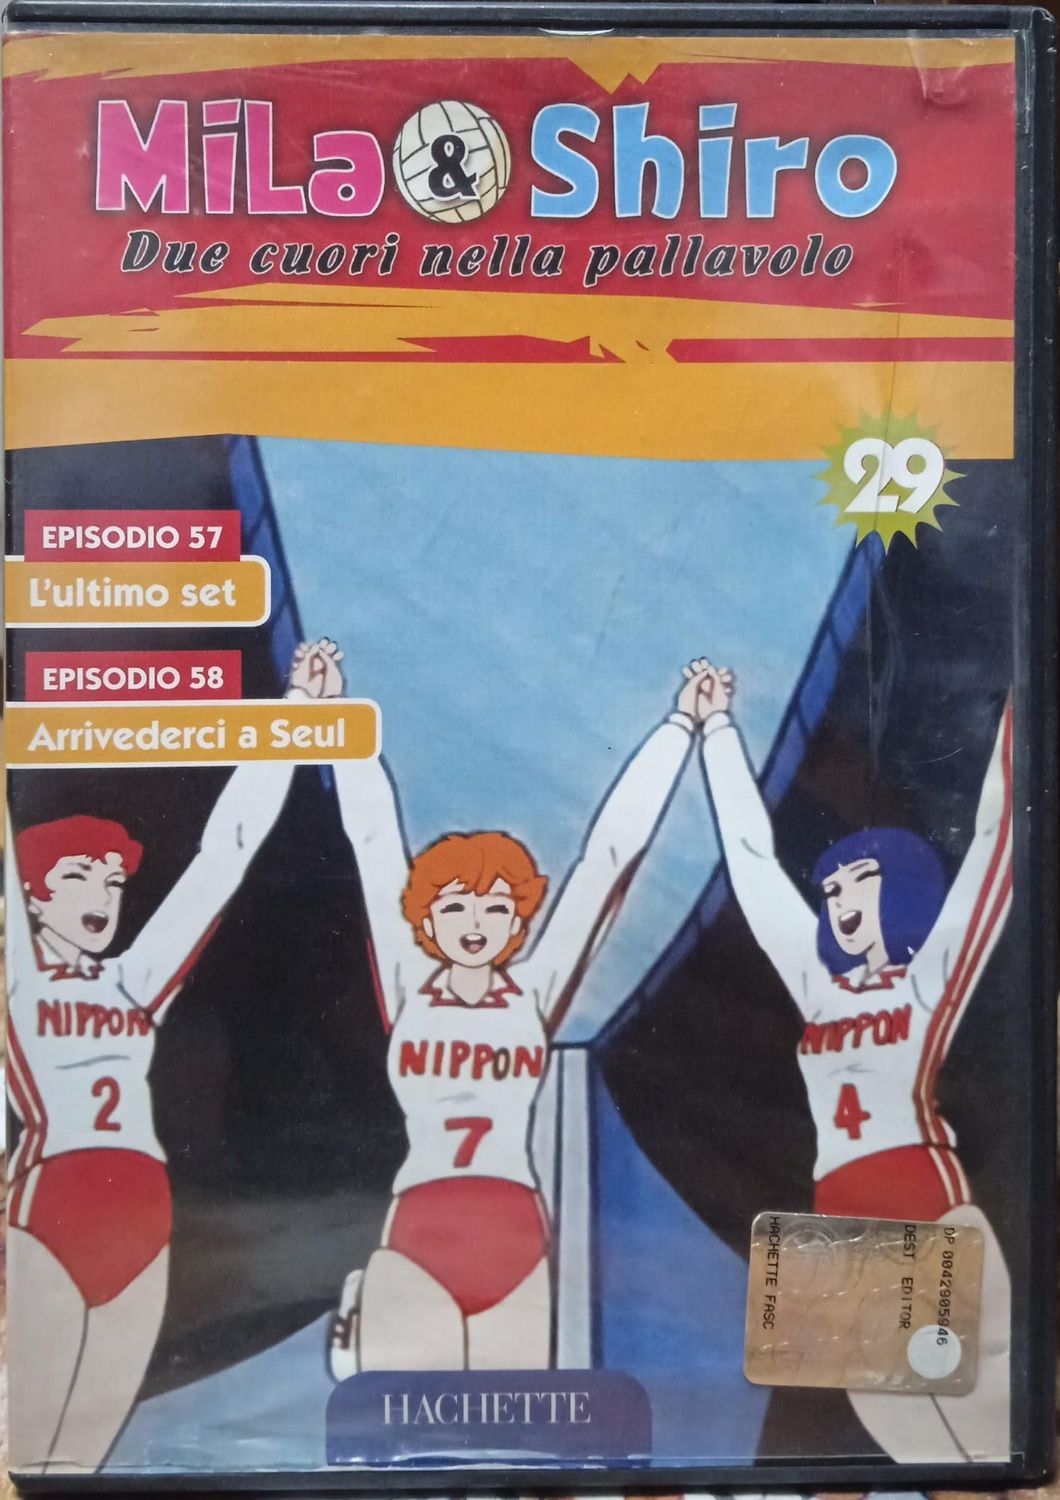 MiLa & Shiro
Due cuori nella pallavolo
29
EPISODIO 57
L'ultimo set
EPISODIO 58
Arrivederci a Seul
NIPPON
2
NIPPON
7
NIPPON
4
DP 0042905946
DEST EDITOR
HACHETTE FASC
HACHETTE